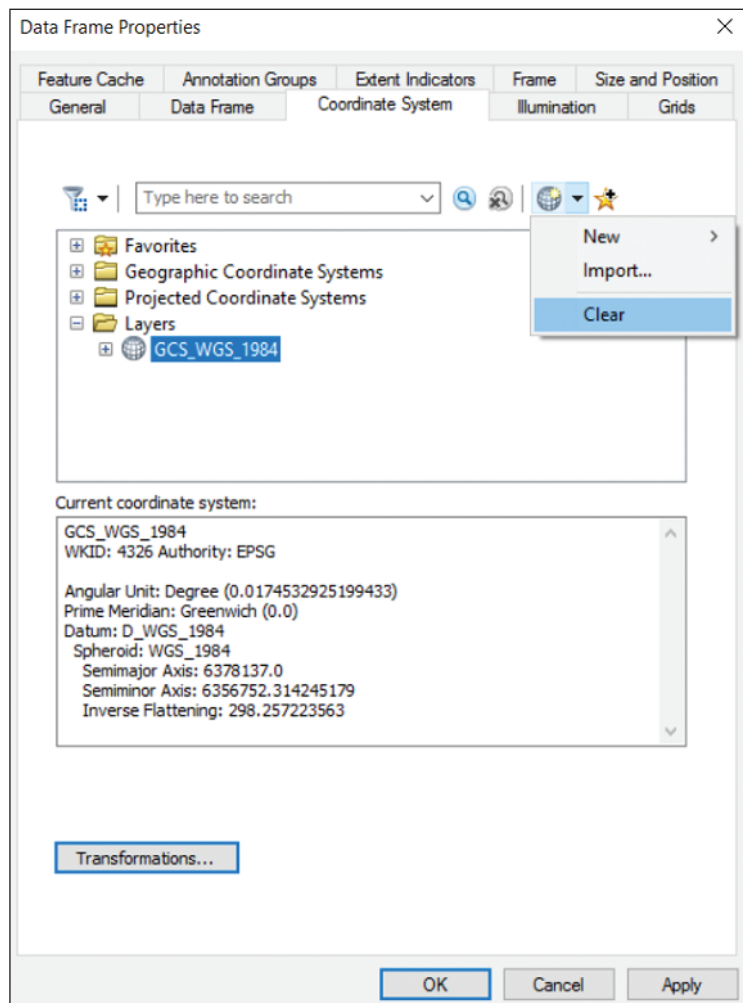 Data Frame Properties
Feature Cache Annotation Groups Extent Indicators Frame Size and Position
General Data Frame Coordinate System Illumination Grids
Type here to search
New
Import...
Clear
Favorites
Geographic Coordinate Systems
Projected Coordinate Systems
Layers
GCS_WGS_1984
Current coordinate system:
GCS_WGS_1984
WKID: 4326 Authority: EPSG
Angular Unit: Degree (0.0174532925199433)
Prime Meridian: Greenwich (0.0)
Datum: D_WGS_1984
Spheroid: WGS_1984
Semimajor Axis: 6378137.0
Semiminor Axis: 6356752.314245179
Inverse Flattening: 298.257223563
Transformations...
OK Cancel Apply